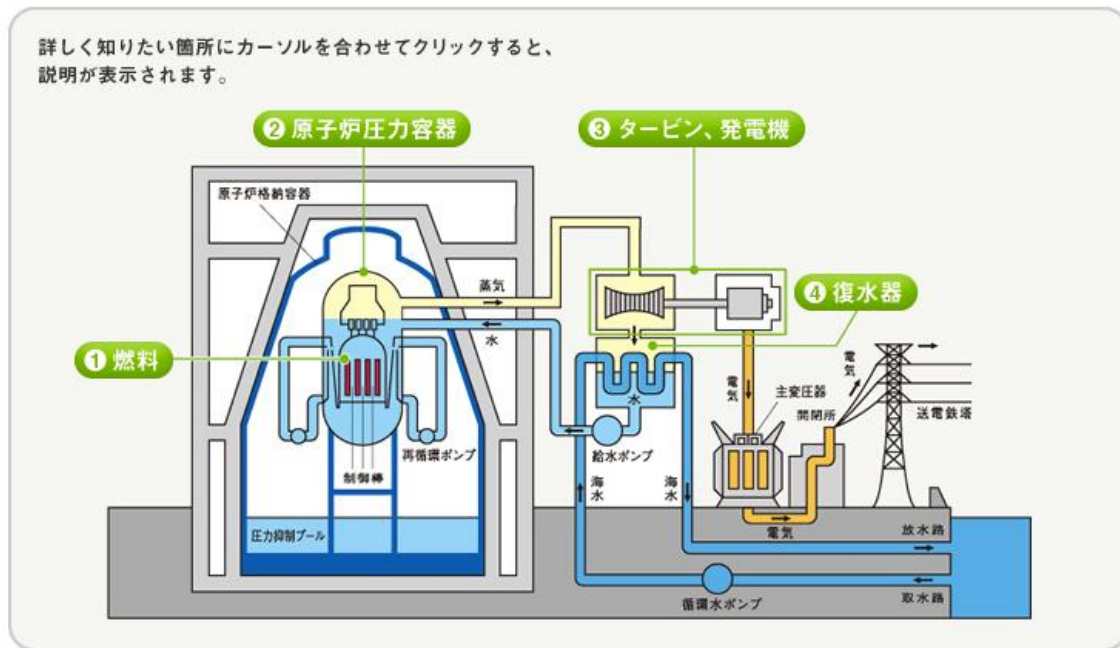 詳しく知りたい箇所にカーソルを合わせてクリックすると、
説明が表示されます。
❷ 原子炉圧力容器
❸ タービン、発電機
原子炉格納容器
蒸気
❹ 復水器
水
❶ 燃料
電気
水
電気
主変圧器
開閉所
送電鉄塔
再循環ポンプ
給水ポンプ
制御棒
海水
海水
圧力抑制プール
電気
放水路
循環水ポンプ
取水路